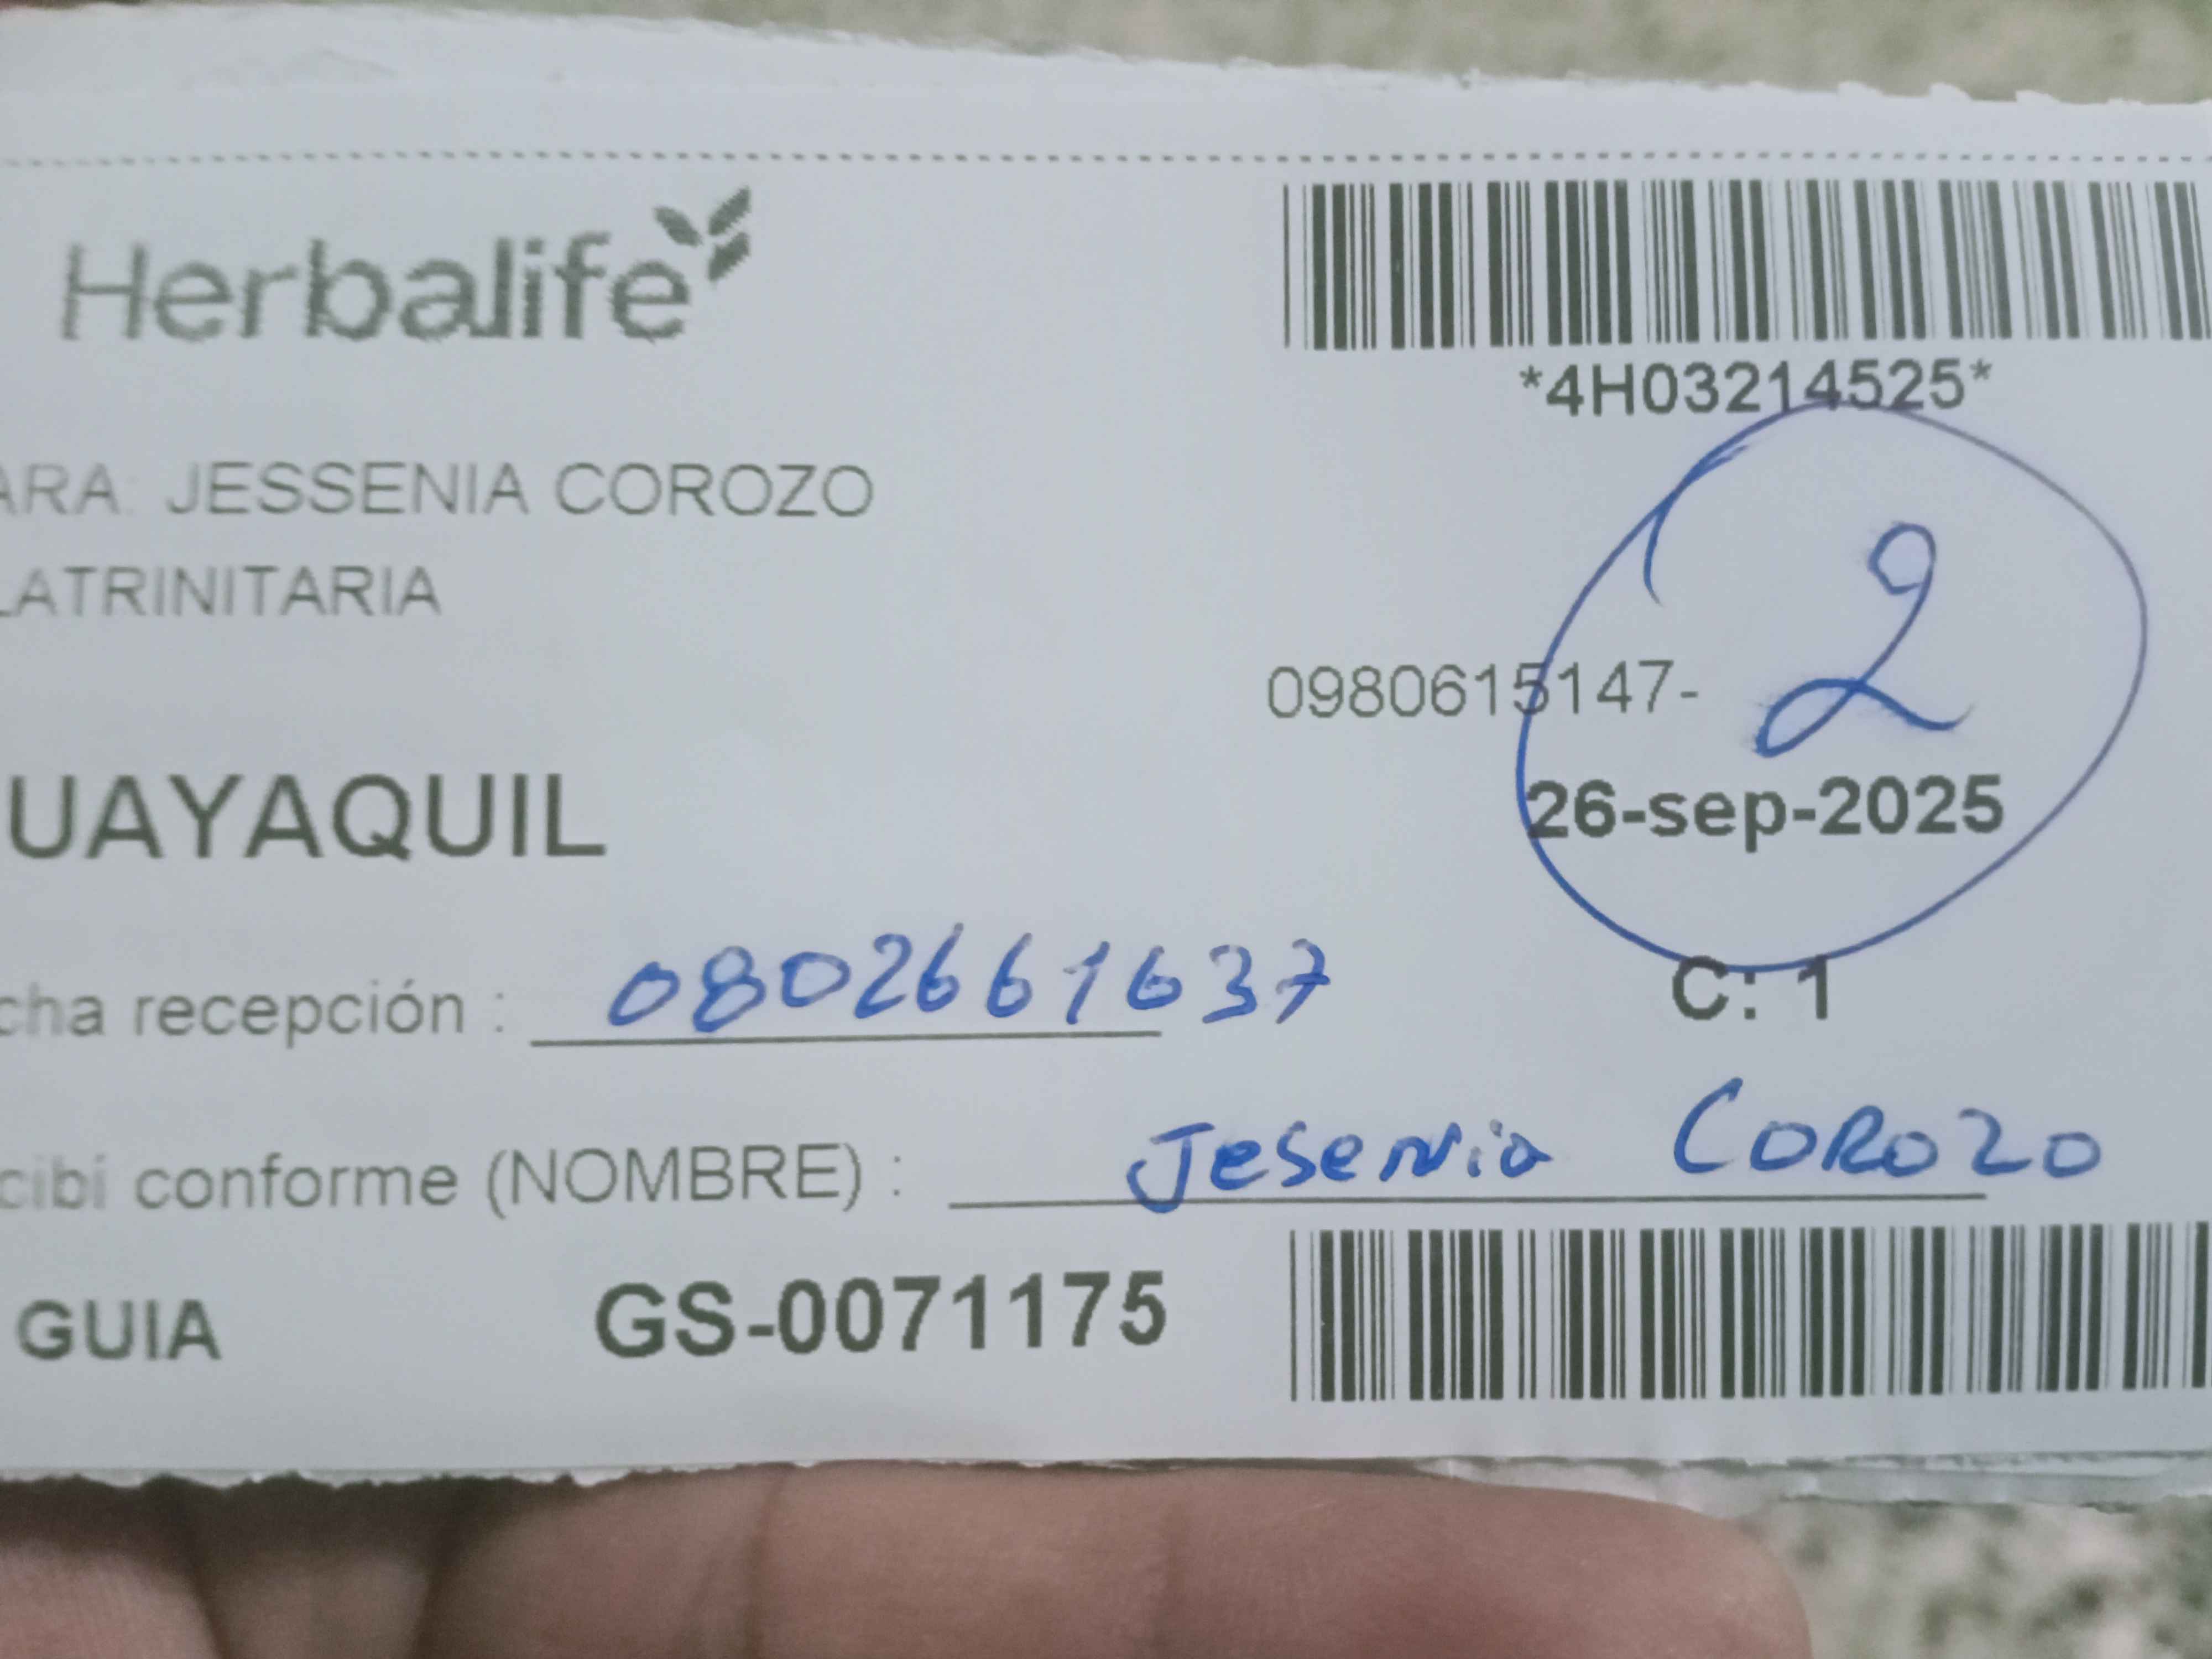 Herbalife
*4H03214525*
ARA: JESSENIA COROZO
LATRINITARIA
0980615147-
2
UAYAQUIL
26-sep-2025
cha recepción : 0802661637
C: 1
cibí conforme (NOMBRE) : Jesenia Corozo
GUIA GS-0071175